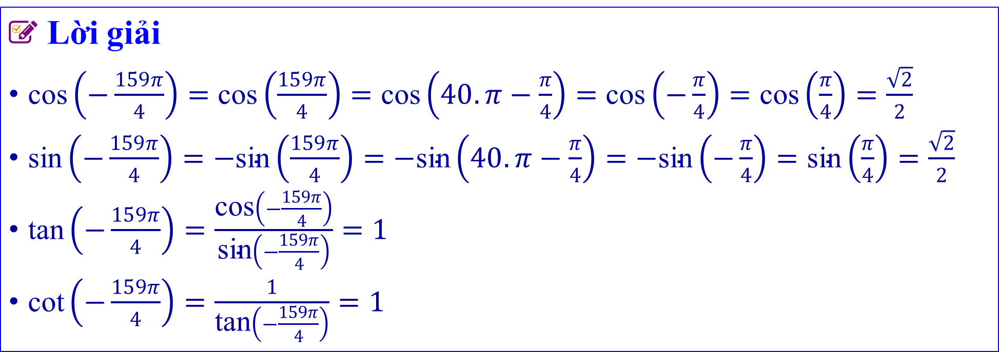 Lời giải
• cos(−159π/4) = cos(159π/4) = cos(40.π − π/4) = cos(−π/4) = cos(π/4) = √2/2
• sin(−159π/4) = −sin(159π/4) = −sin(40.π − π/4) = −sin(−π/4) = sin(π/4) = √2/2
• tan(−159π/4) = cos(−159π/4)/sin(−159π/4) = 1
• cot(−159π/4) = 1/tan(−159π/4) = 1